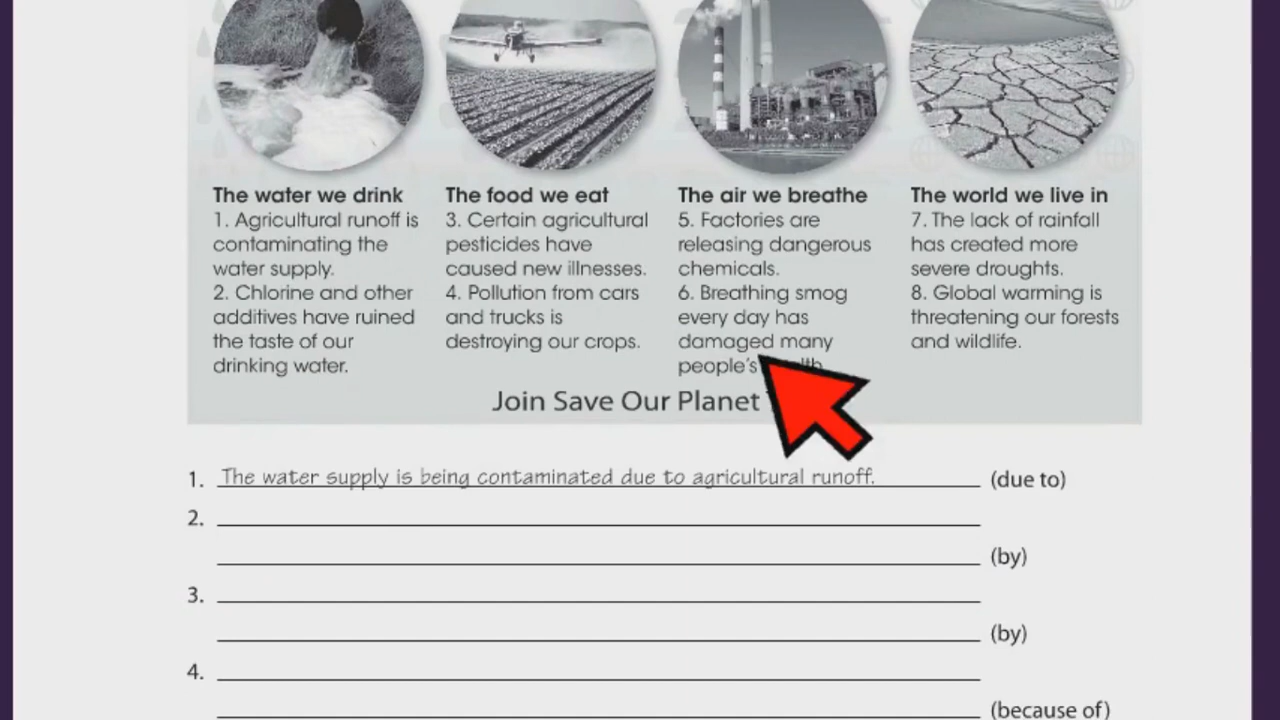 The water we drink
1. Agricultural runoff is
contaminating the
water supply.
2. Chlorine and other
additives have ruined
the taste of our
drinking water.
The food we eat
3. Certain agricultural
pesticides have
caused new illnesses.
4. Pollution from cars
and trucks is
destroying our crops.
The air we breathe
5. Factories are
releasing dangerous
chemicals.
6. Breathing smog
every day has
damaged many
people's
The world we live in
7. The lack of rainfall
has created more
severe droughts.
8. Global warming is
threatening our forests
and wildlife.
Join Save Our Planet
1. The water supply is being contaminated due to agricultural runoff. (due to)
2.
(by)
3.
(by)
4.
(because of)